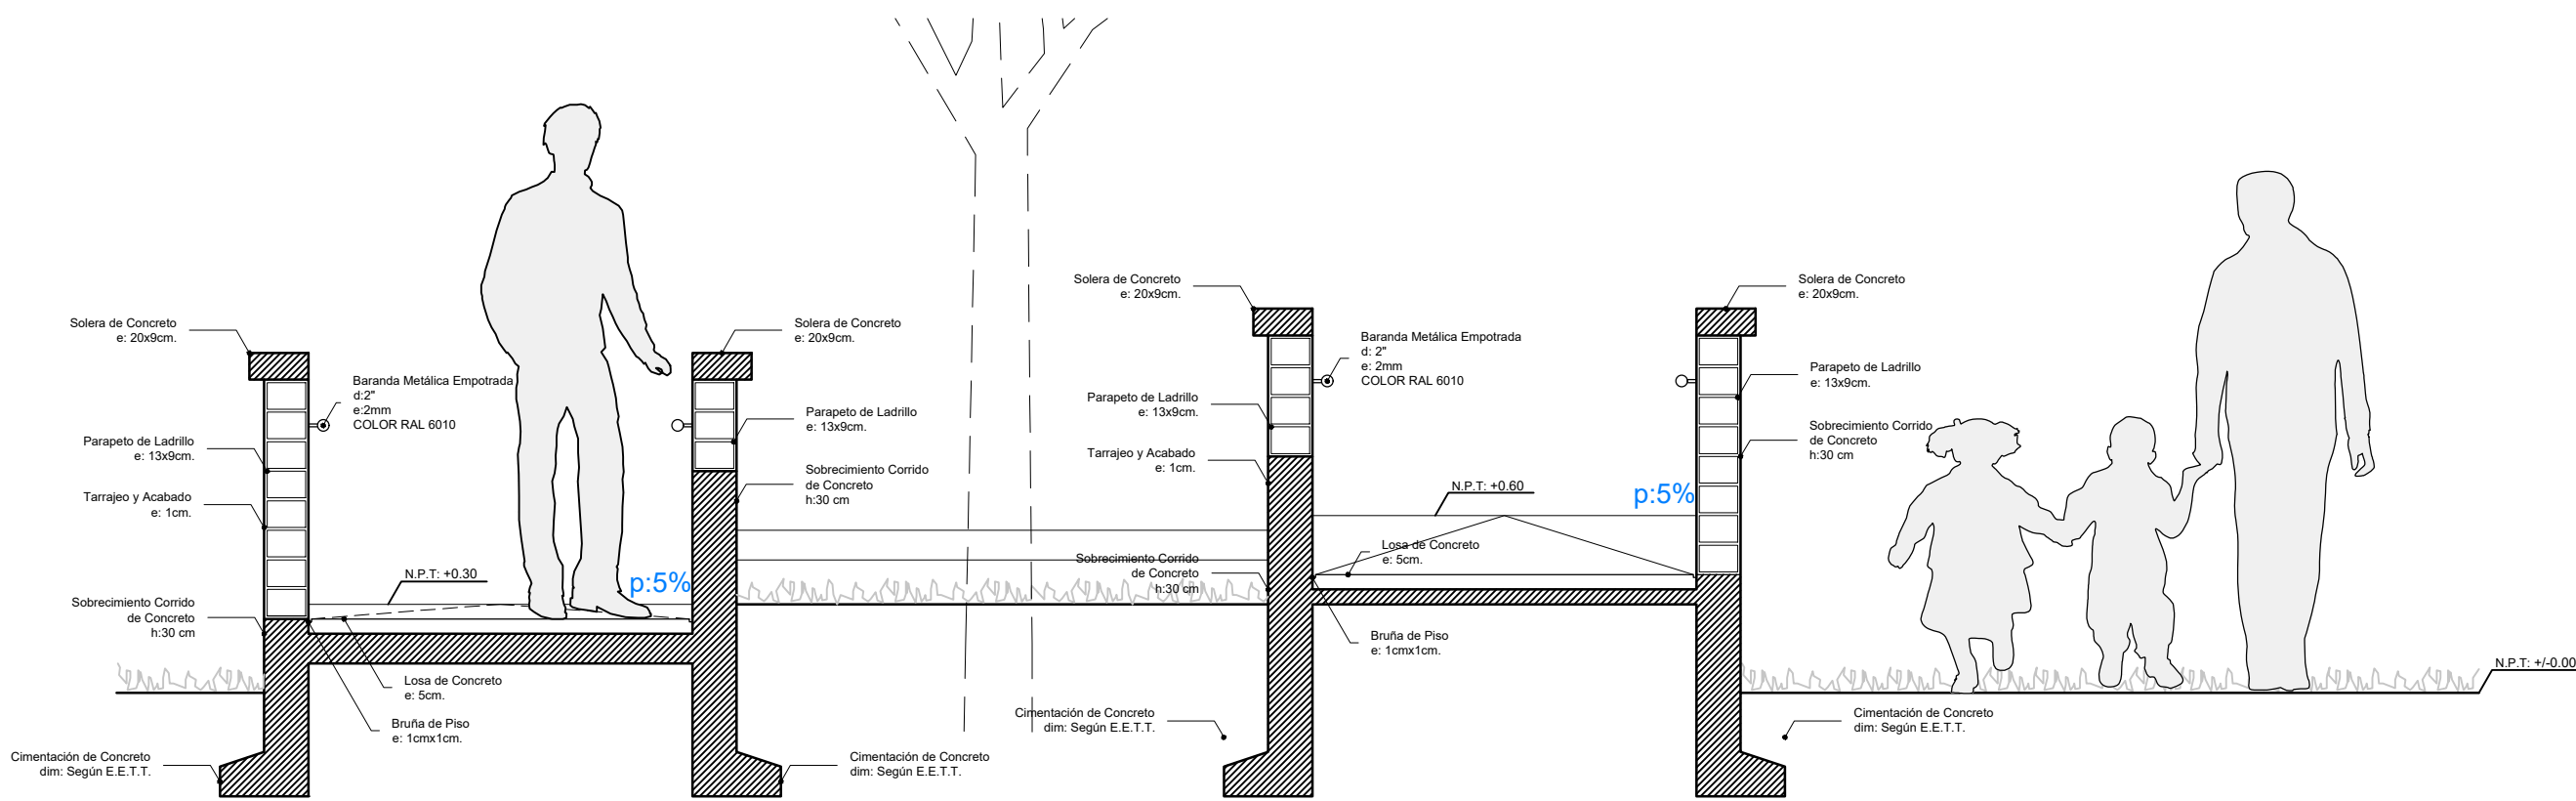 Solera de Concreto
e: 20x9cm.
Baranda Metálica Empotrada
d:2"
e:2mm
COLOR RAL 6010
Parapeto de Ladrillo
e: 13x9cm.
Tarrajeo y Acabado
e: 1cm.
N.P.T: +0.30
p:5%
Sobrecimiento Corrido
de Concreto
h:30 cm
Losa de Concreto
e: 5cm.
Bruña de Piso
e: 1cmx1cm.
Cimentación de Concreto
dim: Según E.E.T.T.
Solera de Concreto
e: 20x9cm.
Parapeto de Ladrillo
e: 13x9cm.
Sobrecimiento Corrido
de Concreto
h:30 cm
Cimentación de Concreto
dim: Según E.E.T.T.
Solera de Concreto
e: 20x9cm.
Baranda Metálica Empotrada
d: 2"
e: 2mm
COLOR RAL 6010
Parapeto de Ladrillo
e: 13x9cm.
Tarrajeo y Acabado
e: 1cm.
N.P.T: +0.60
p:5%
Losa de Concreto
e: 5cm.
Sobrecimiento Corrido
de Concreto
h:30 cm
Bruña de Piso
e: 1cmx1cm.
Cimentación de Concreto
dim: Según E.E.T.T.
Solera de Concreto
e: 20x9cm.
Parapeto de Ladrillo
e: 13x9cm.
Sobrecimiento Corrido
de Concreto
h:30 cm
N.P.T: +/-0.00
Cimentación de Concreto
dim: Según E.E.T.T.